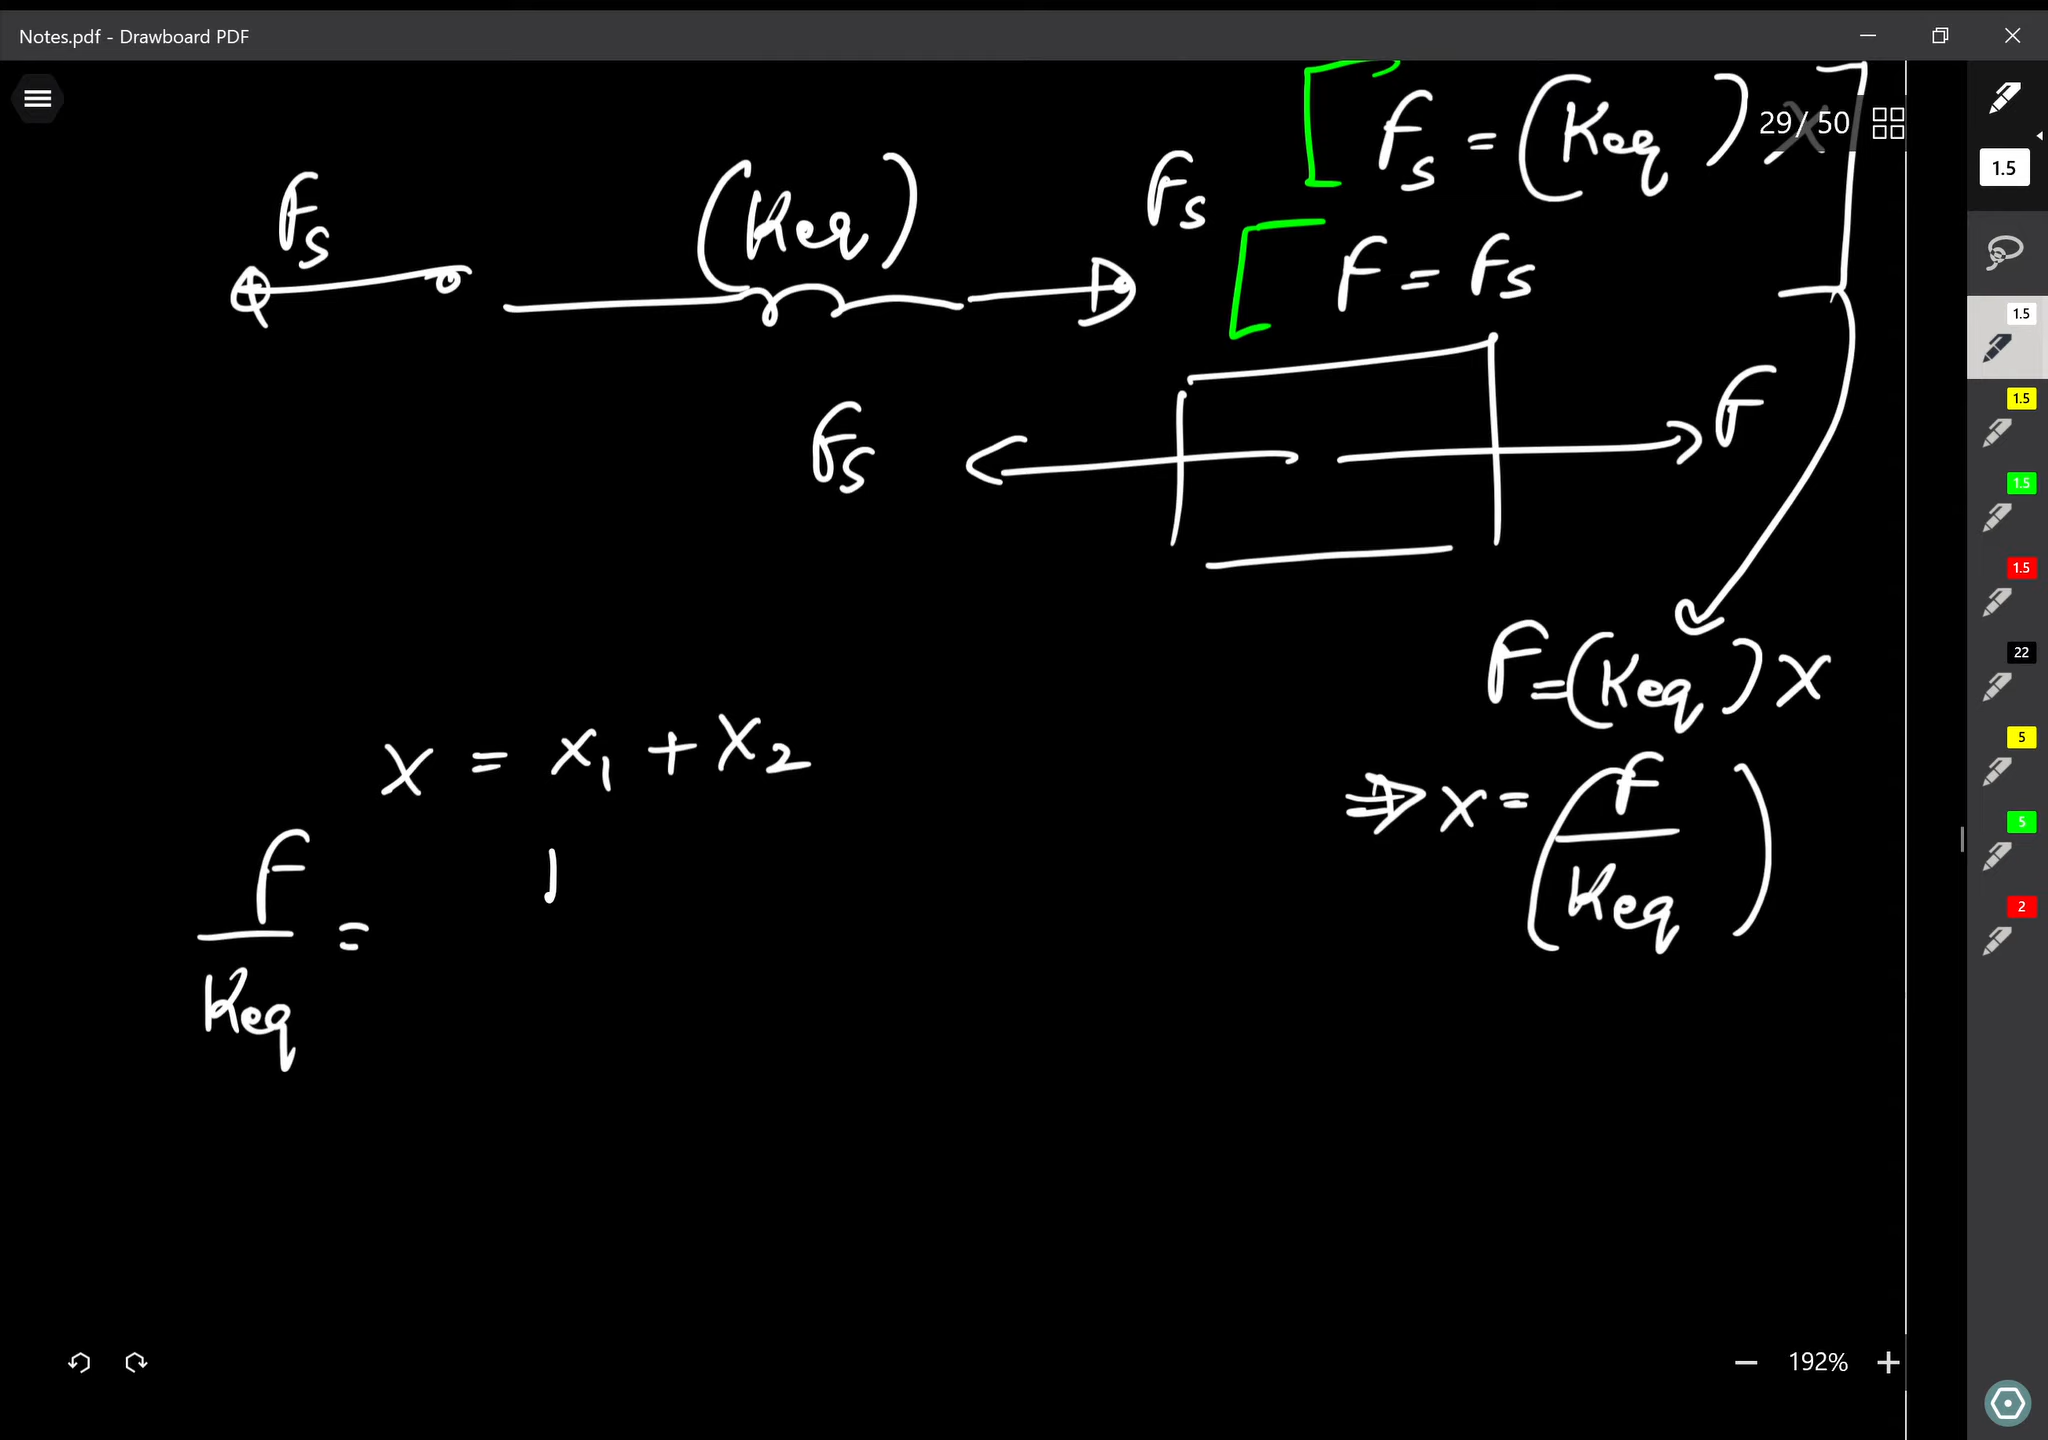 Notes.pdf - Drawboard PDF
Fs = (Keq) x
29/ 50
1.5
Fs (Keq) Fs
F = Fs
1.5
1.5
Fs F
1.5
1.5
F = (Keq) x
22
x = x1 + x2
5
⇒ x = (F / Keq)
5
F / Keq = 1
2
192%